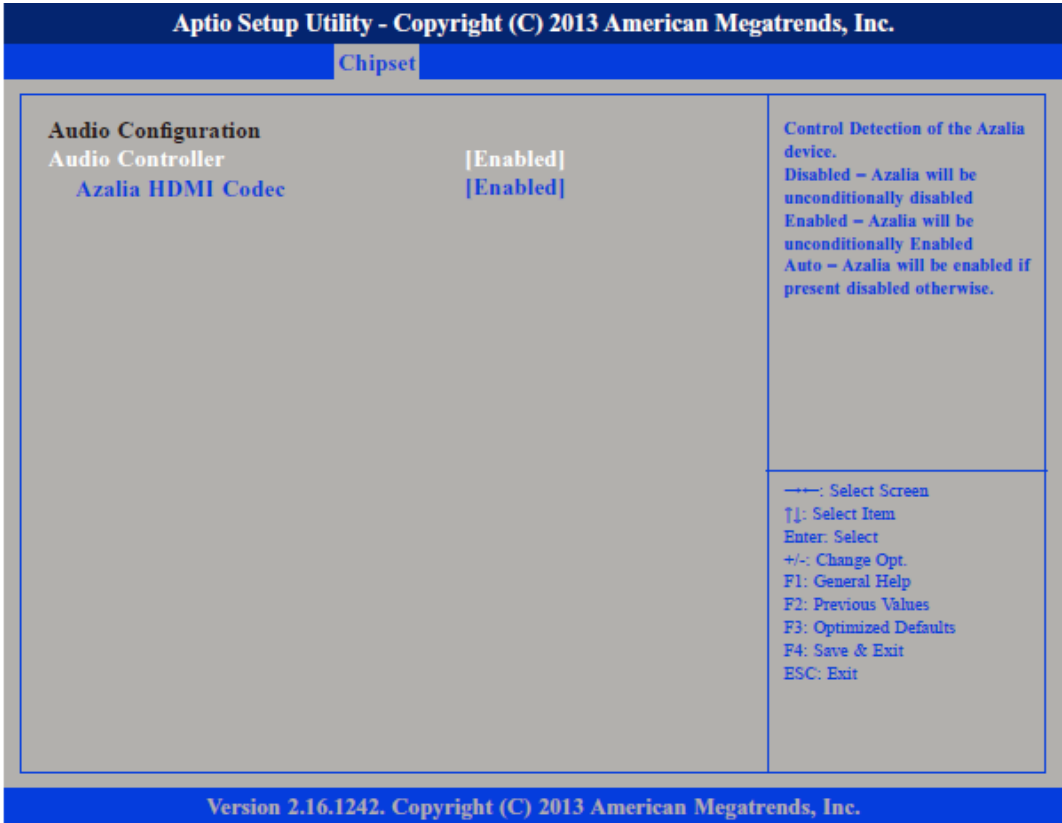 Aptio Setup Utility - Copyright (C) 2013 American Megatrends, Inc.
Chipset
Audio Configuration
Audio Controller [Enabled]
Azalia HDMI Codec [Enabled]
Control Detection of the Azalia
device.
Disabled – Azalia will be
unconditionally disabled
Enabled – Azalia will be
unconditionally Enabled
Auto – Azalia will be enabled if
present disabled otherwise.
→←: Select Screen
↑↓: Select Item
Enter: Select
+/-: Change Opt.
F1: General Help
F2: Previous Values
F3: Optimized Defaults
F4: Save & Exit
ESC: Exit
Version 2.16.1242. Copyright (C) 2013 American Megatrends, Inc.